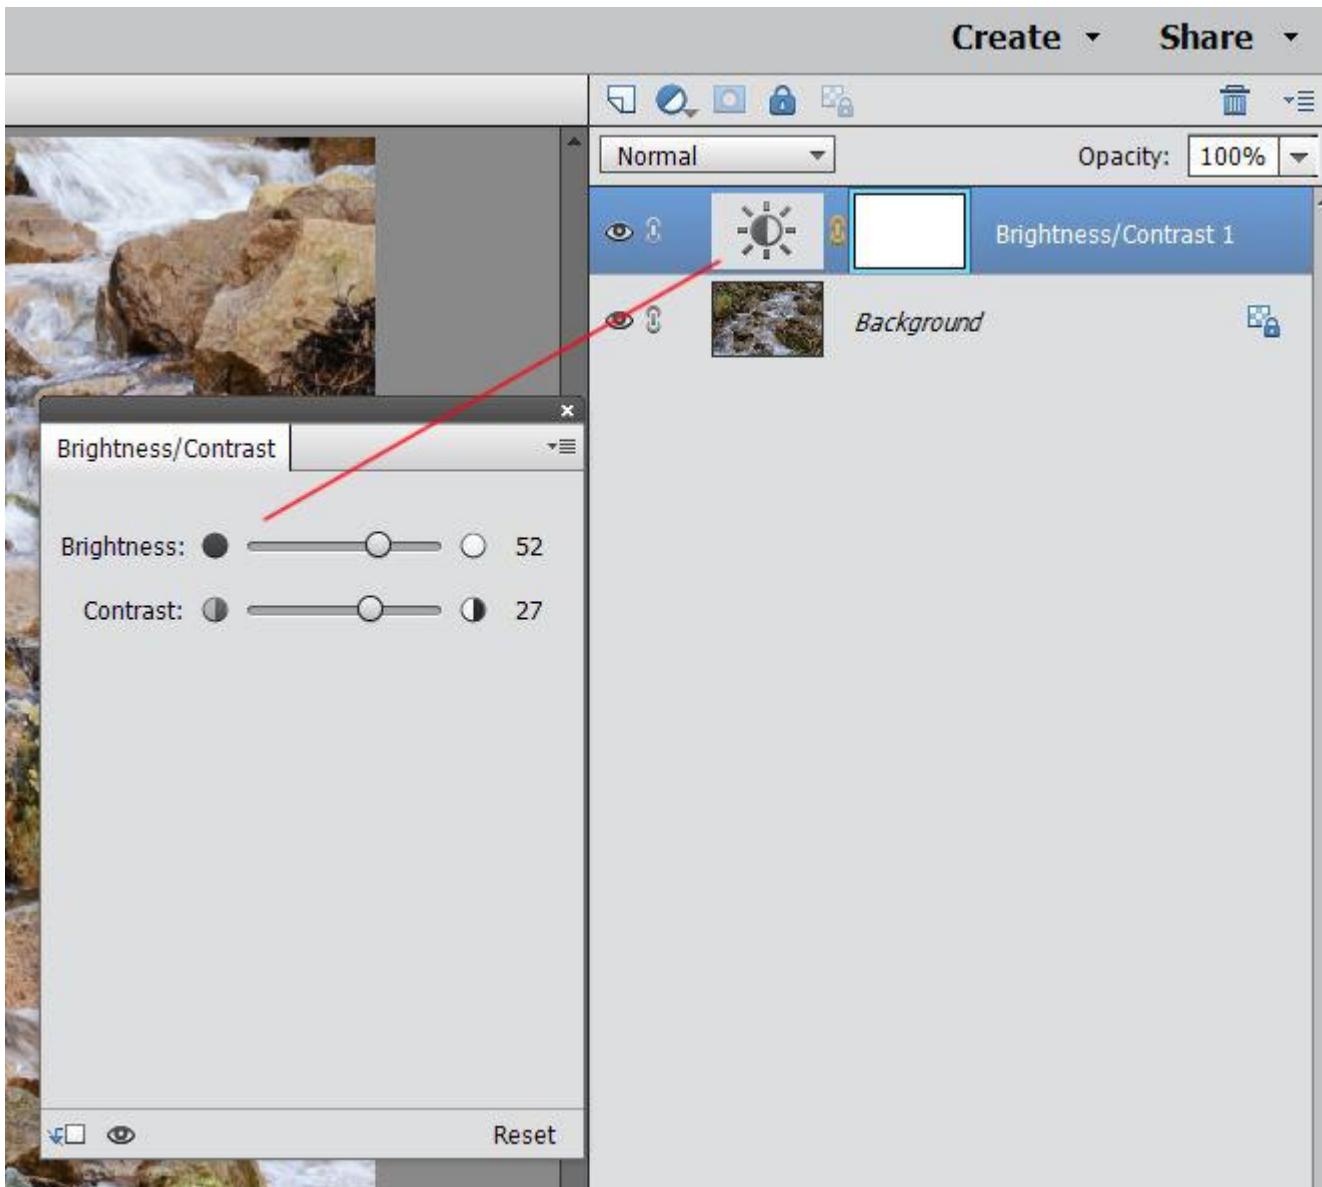 Create Share
Normal Opacity: 100%
Brightness/Contrast 1
Background
Brightness/Contrast
Brightness: 52
Contrast: 27
Reset